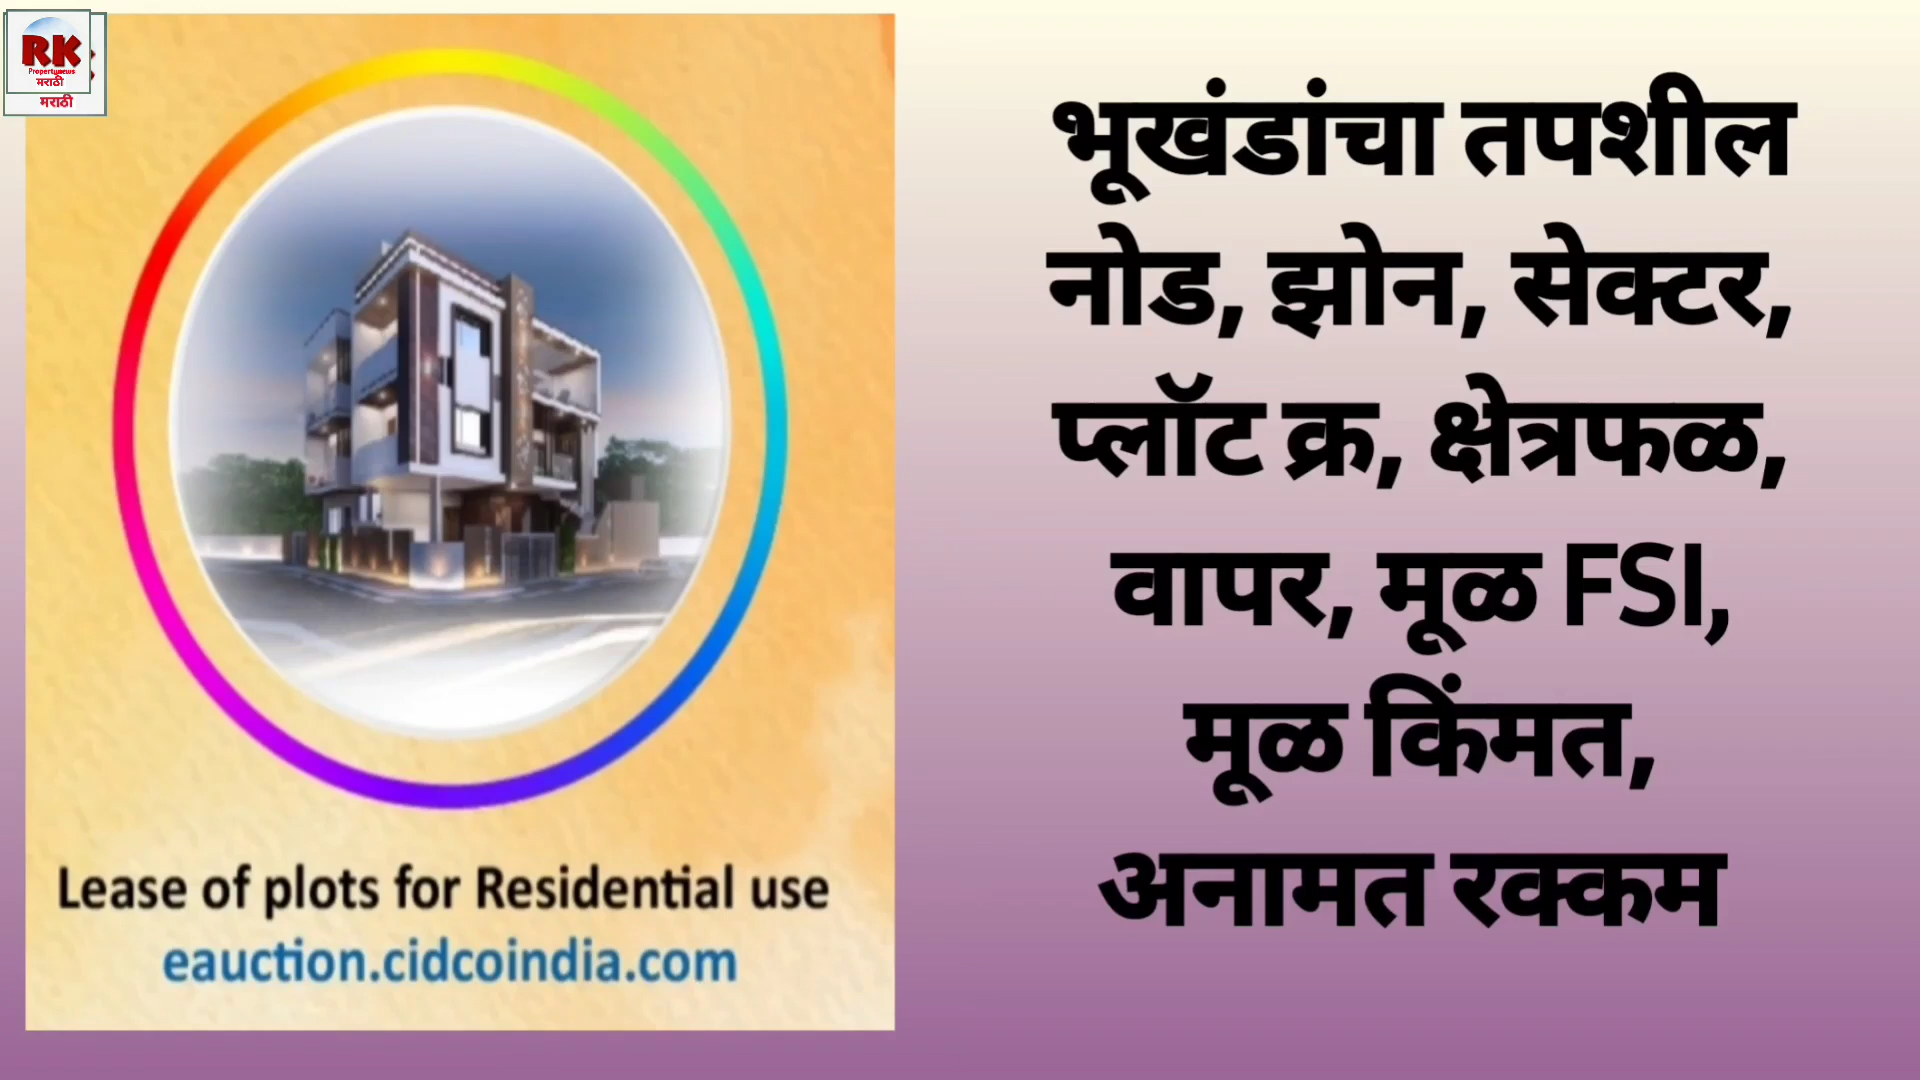 RK
Propertynews
मराठी
मराठी
भूखंडांचा तपशील
नोड, झोन, सेक्टर,
प्लॉट क्र, क्षेत्रफळ,
वापर, मूळ FSI,
मूळ किंमत,
अनामत रक्कम
Lease of plots for Residential use
eauction.cidcoindia.com